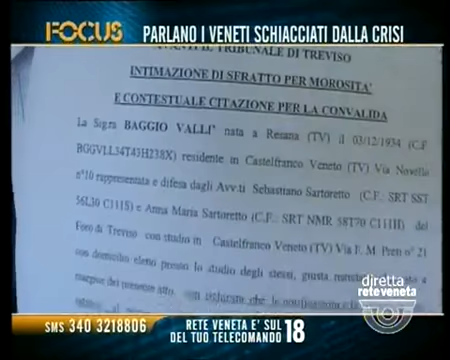 FOCUS
PARLANO I VENETI SCHIACCIATI DALLA CRISI
AVANTI IL TRIBUNALE DI TREVISO
INTIMAZIONE DI SFRATTO PER MOROSITA'
E CONTESTUALE CITAZIONE PER LA CONVALIDA
La Sig.ra BAGGIO VALLI' nata a Resana (TV) il 03/12/1934 (C.F.
BGGVLL34T43H238X) residente in Castelfranco Veneto (TV) Via Novello
n°10 rappresentata e difesa dagli Avv.ti Sebastiano Sartoretto (C.F.: SRT SST
56L30 C111S) e Anna Maria Sartoretto (C.F.: SRT NMR 58T70 C111H) del
Foro di Treviso con studio in Castelfranco Veneto (TV) Via F. M. Preti n° 21
con domicilio eletto presso lo studio degli stessi, giusta a
margine del presente atto,
diretta
reteveneta
SMS 340 3218806
RETE VENETA E' SUL
DEL TUO TELECOMANDO 18